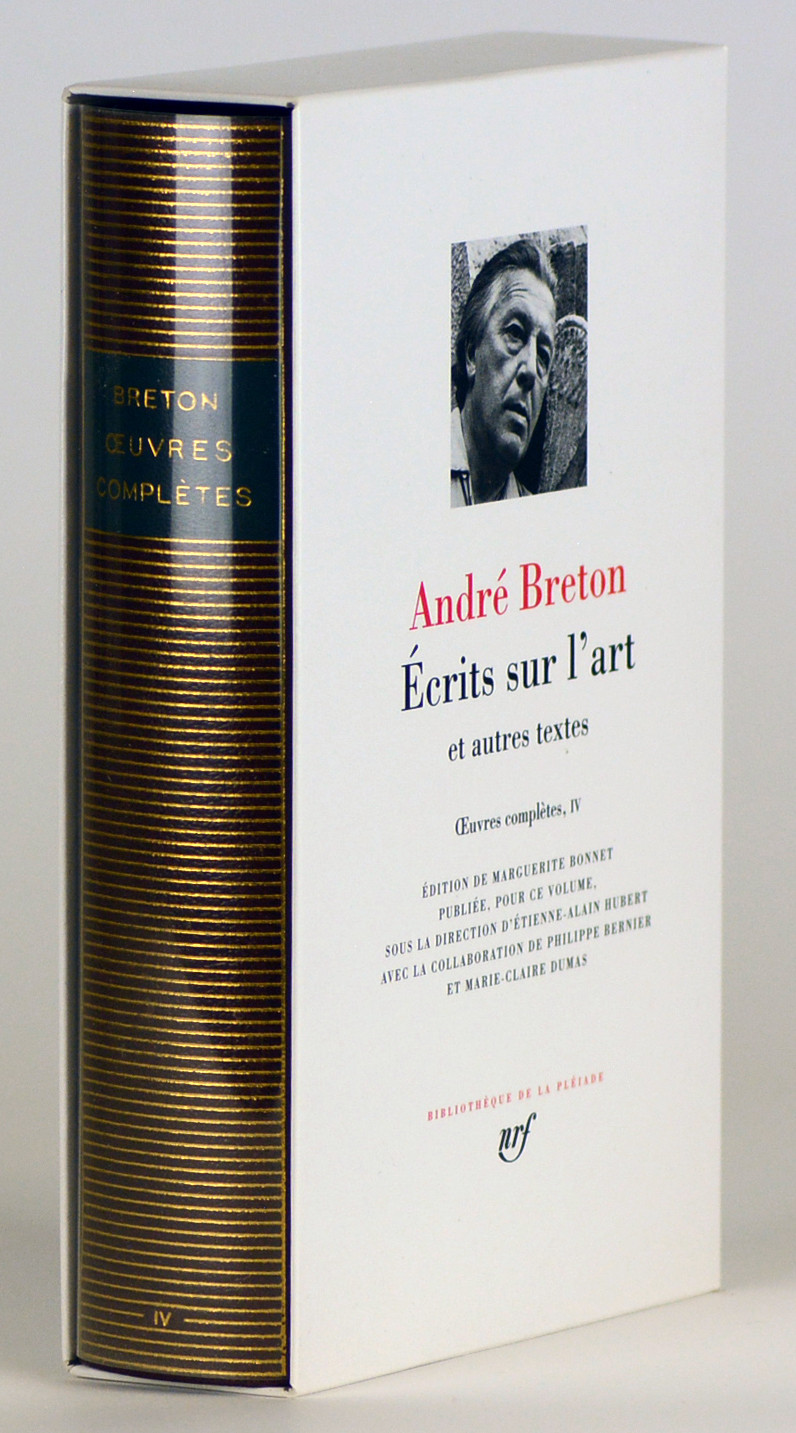 BRETON
ŒUVRES
COMPLÈTES
IV
André Breton
Écrits sur l'art
et autres textes
Œuvres complètes, IV
ÉDITION DE MARGUERITE BONNET
PUBLIÉE, POUR CE VOLUME,
SOUS LA DIRECTION D'ÉTIENNE-ALAIN HUBERT
AVEC LA COLLABORATION DE PHILIPPE BERNIER
ET MARIE-CLAIRE DUMAS
BIBLIOTHÈQUE DE LA PLÉIADE
nrf